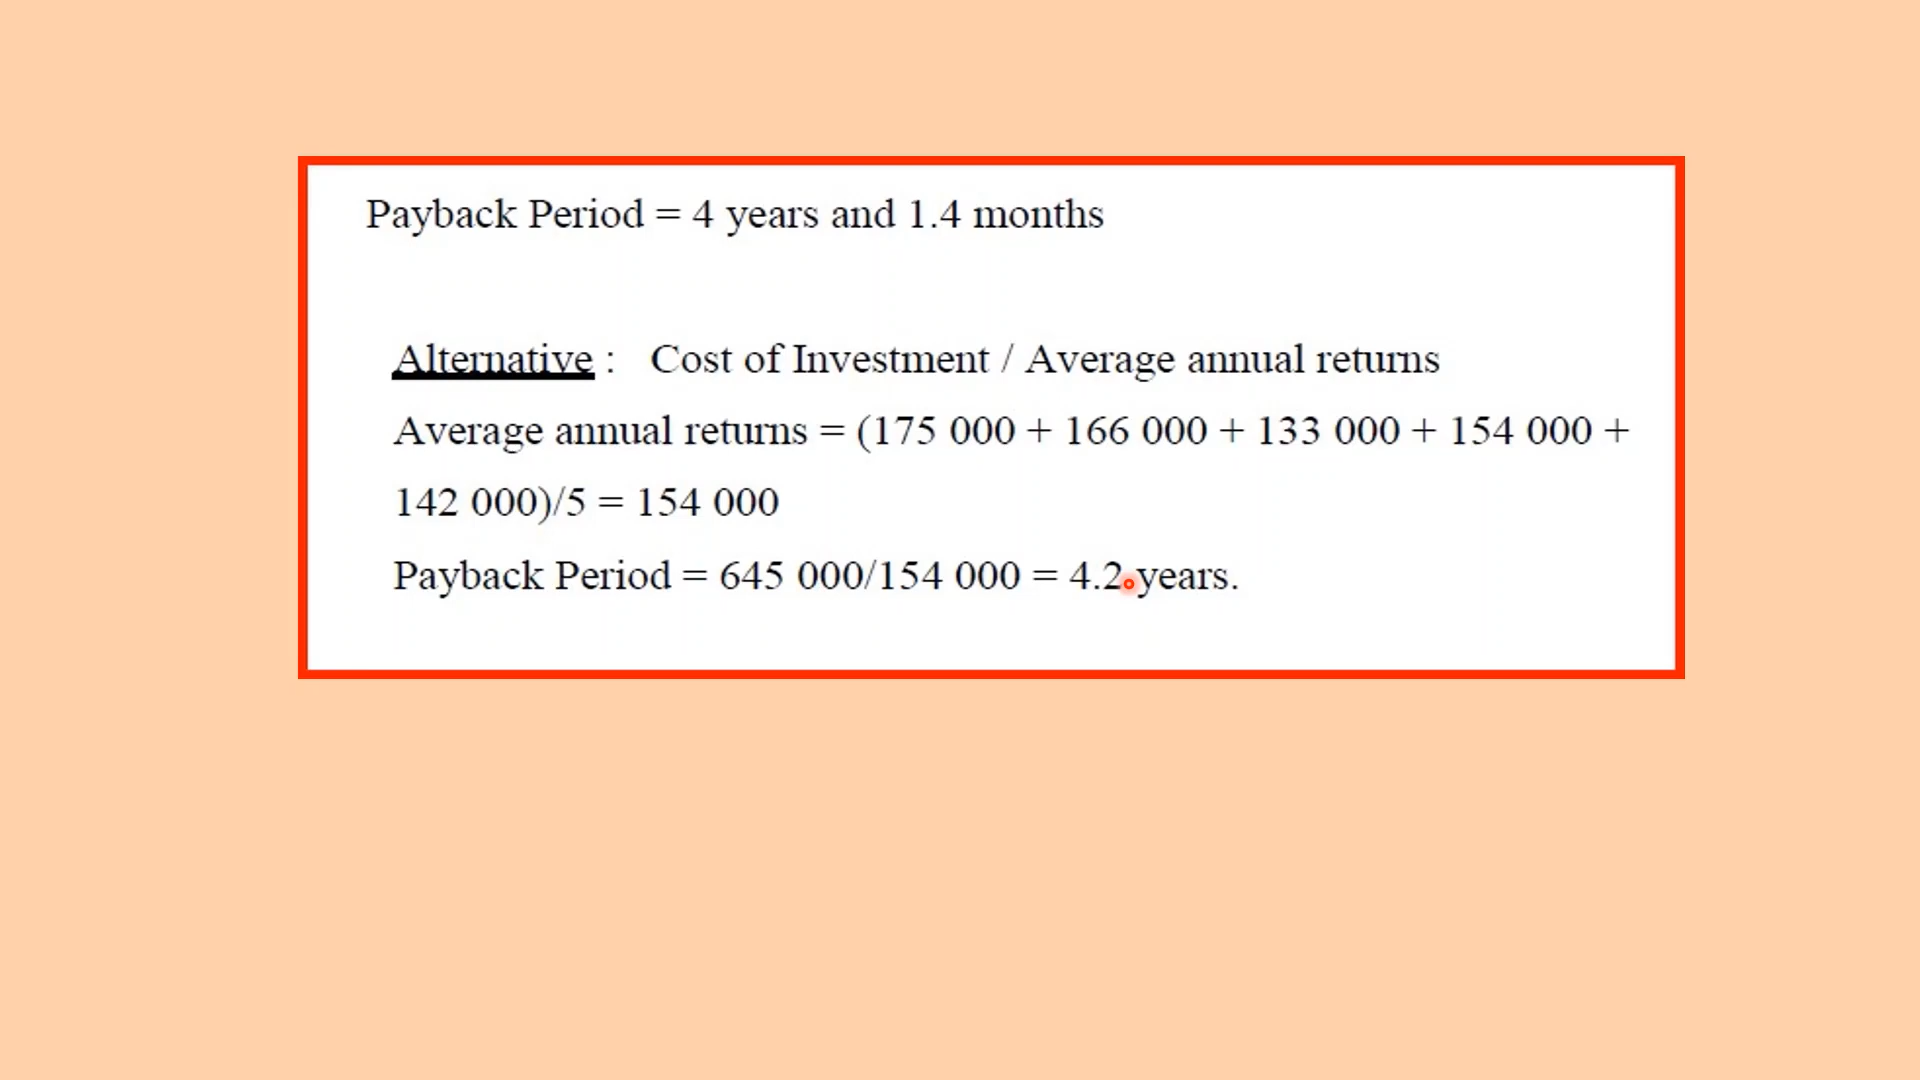 Payback Period = 4 years and 1.4 months
Alternative : Cost of Investment / Average annual returns
Average annual returns = (175 000 + 166 000 + 133 000 + 154 000 +
142 000)/5 = 154 000
Payback Period = 645 000/154 000 = 4.2 years.